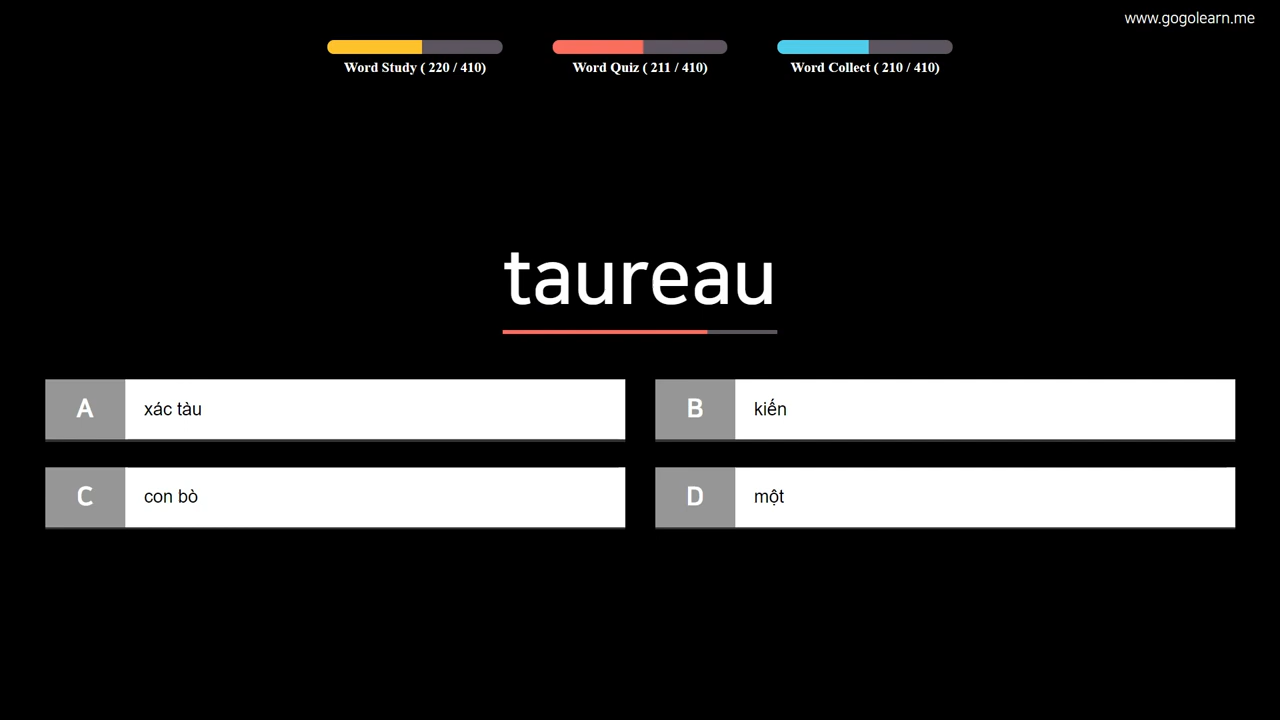 www.gogolearn.me
Word Study ( 220 / 410)
Word Quiz ( 211 / 410)
Word Collect ( 210 / 410)
taureau
A xác tàu
B kiến
C con bò
D một